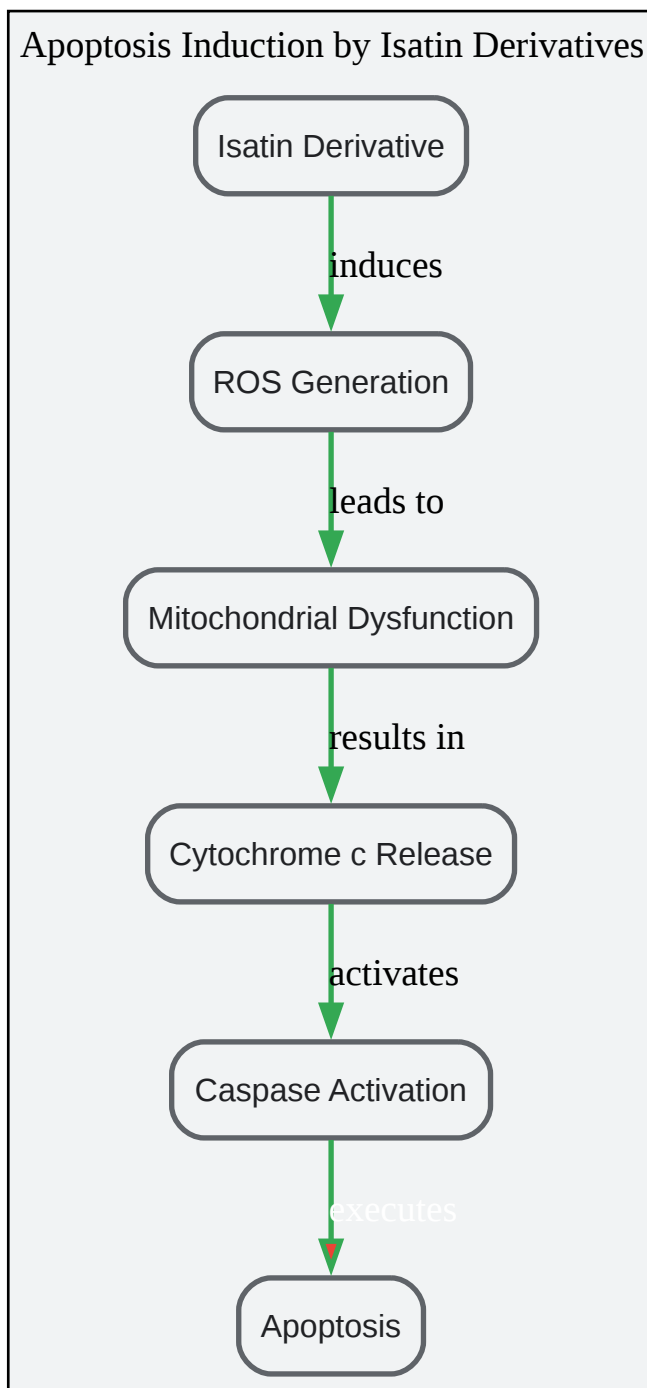 Apoptosis Induction by Isatin Derivatives
Isatin Derivative
induces
ROS Generation
leads to
Mitochondrial Dysfunction
results in
Cytochrome c Release
activates
Caspase Activation
executes
Apoptosis